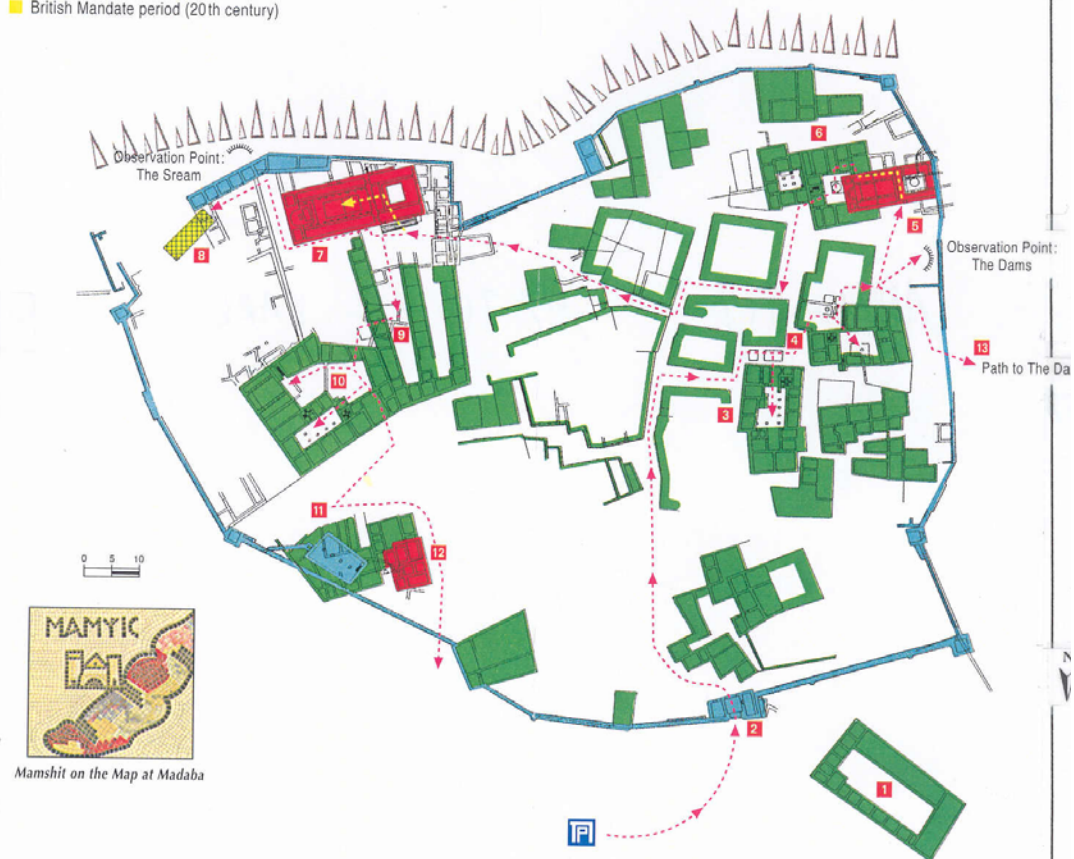 British Mandate period (20th century)
Observation Point:
The Sream
6
5
Observation Point:
The Dams
8
7
13
Path to The Da
4
9
10
3
11
12
0 5 10
ΜΑΜΨΙC
N
Mamshit on the Map at Madaba
2
1